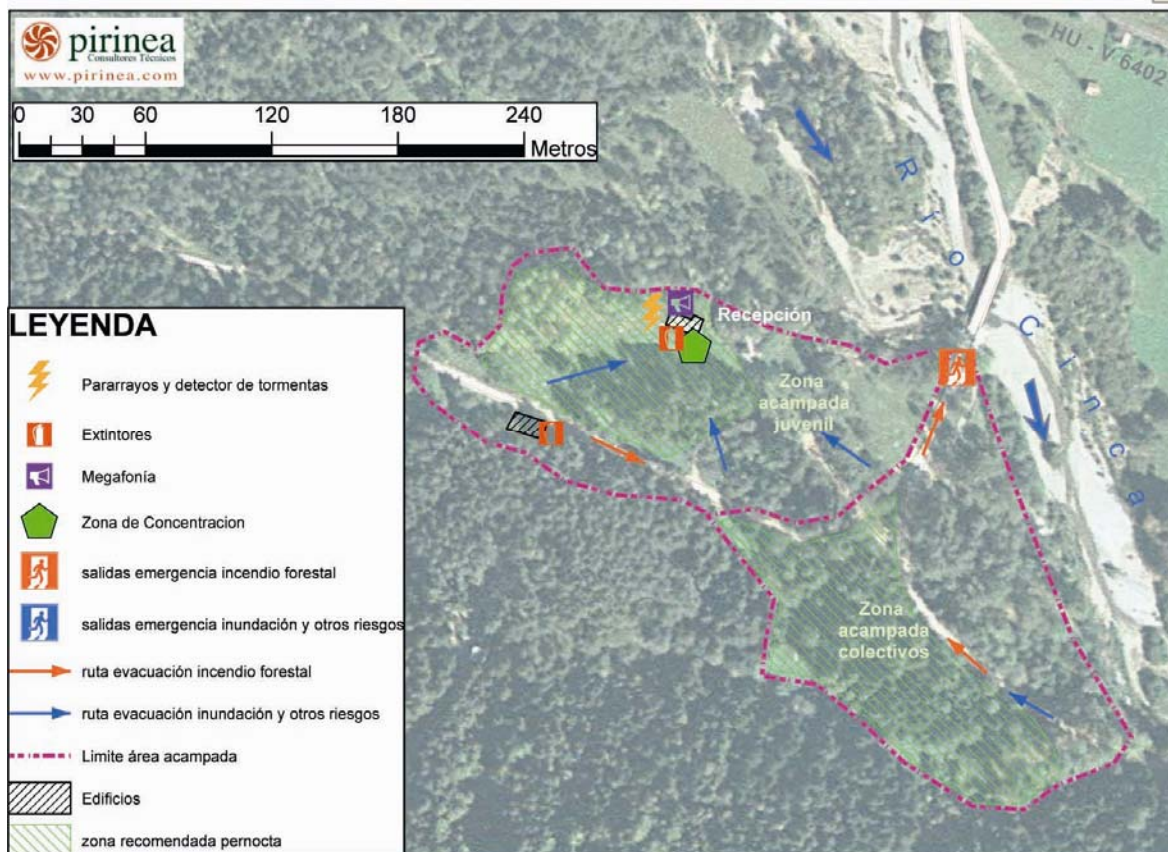 pirinea
Consultores Técnicos
www.pirinea.com
0 30 60 120 180 240
Metros
HU - V 6402
Río Cinca
Recepción
Zona
acampada
juvenil
Zona
acampada
colectivos
LEYENDA
Pararrayos y detector de tormentas
Extintores
Megafonía
Zona de Concentracion
salidas emergencia incendio forestal
salidas emergencia inundación y otros riesgos
ruta evacuación incendio forestal
ruta evacuación inundación y otros riesgos
Limite área acampada
Edificios
zona recomendada pernocta